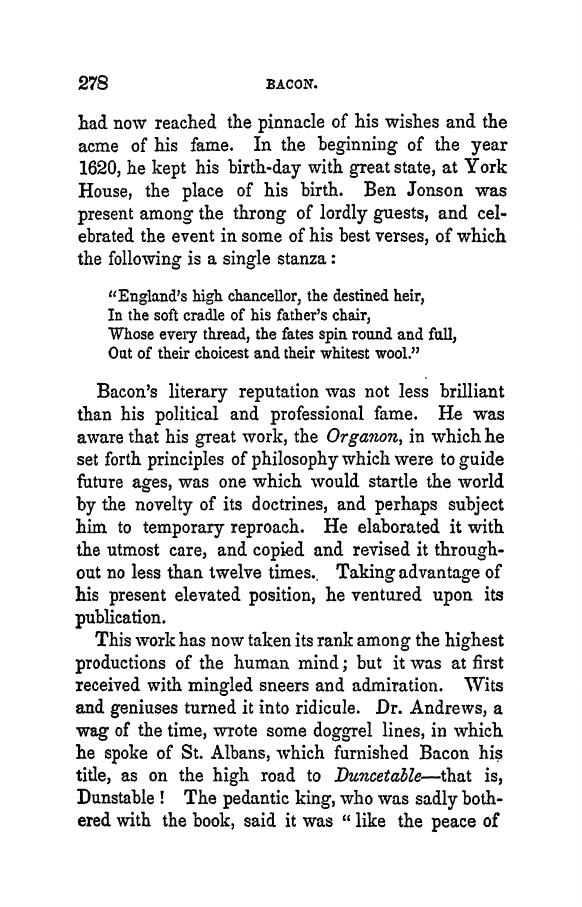 278 BACON.
had now reached the pinnacle of his wishes and the
acme of his fame. In the beginning of the year
1620, he kept his birth-day with great state, at York
House, the place of his birth. Ben Jonson was
present among the throng of lordly guests, and cel-
ebrated the event in some of his best verses, of which
the following is a single stanza :
“England's high chancellor, the destined heir,
In the soft cradle of his father's chair,
Whose every thread, the fates spin round and full,
Out of their choicest and their whitest wool.”
Bacon's literary reputation was not less brilliant
than his political and professional fame. He was
aware that his great work, the Organon, in which he
set forth principles of philosophy which were to guide
future ages, was one which would startle the world
by the novelty of its doctrines, and perhaps subject
him to temporary reproach. He elaborated it with
the utmost care, and copied and revised it through-
out no less than twelve times. Taking advantage of
his present elevated position, he ventured upon its
publication.
This work has now taken its rank among the highest
productions of the human mind ; but it was at first
received with mingled sneers and admiration. Wits
and geniuses turned it into ridicule. Dr. Andrews, a
wag of the time, wrote some doggrel lines, in which
he spoke of St. Albans, which furnished Bacon his
title, as on the high road to Duncetable—that is,
Dunstable ! The pedantic king, who was sadly both-
ered with the book, said it was “ like the peace of